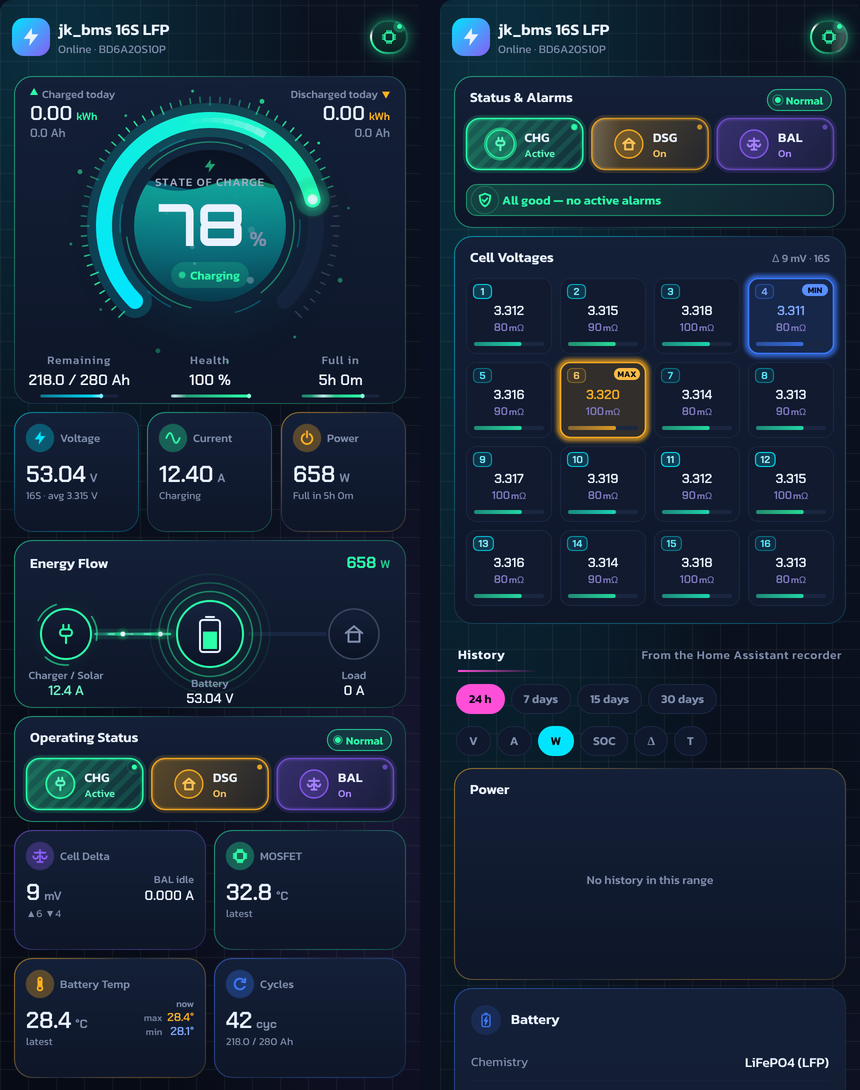 jk_bms 16S LFP
Online · BD6A20S10P
▲ Charged today
0.00 kWh
0.0 Ah
Discharged today ▼
0.00 kWh
0.0 Ah
STATE OF CHARGE
78 %
Charging
Remaining
218.0 / 280 Ah
Health
100 %
Full in
5h 0m
Voltage
53.04 V
16S · avg 3.315 V
Current
12.40 A
Charging
Power
658 W
Full in 5h 0m
Energy Flow
658 W
Charger / Solar
12.4 A
Battery
53.04 V
Load
0 A
Operating Status
Normal
CHG
Active
DSG
On
BAL
On
Cell Delta
9 mV
▲6 ▼4
BAL idle
0.000 A
MOSFET
32.8 °C
latest
Battery Temp
28.4 °C
latest
now
max 28.4°
min 28.1°
Cycles
42 cyc
218.0 / 280 Ah
jk_bms 16S LFP
Online · BD6A20S10P
Status & Alarms
Normal
CHG
Active
DSG
On
BAL
On
All good — no active alarms
Cell Voltages
Δ 9 mV · 16S
1
3.312
80 mΩ
2
3.315
90 mΩ
3
3.318
100 mΩ
4 MIN
3.311
80 mΩ
5
3.316
90 mΩ
6 MAX
3.320
100 mΩ
7
3.314
80 mΩ
8
3.313
90 mΩ
9
3.317
100 mΩ
10
3.319
80 mΩ
11
3.312
90 mΩ
12
3.315
100 mΩ
13
3.316
80 mΩ
14
3.314
90 mΩ
15
3.318
100 mΩ
16
3.313
80 mΩ
History
From the Home Assistant recorder
24 h 7 days 15 days 30 days
V A W SOC Δ T
Power
No history in this range
Battery
Chemistry
LiFePO4 (LFP)